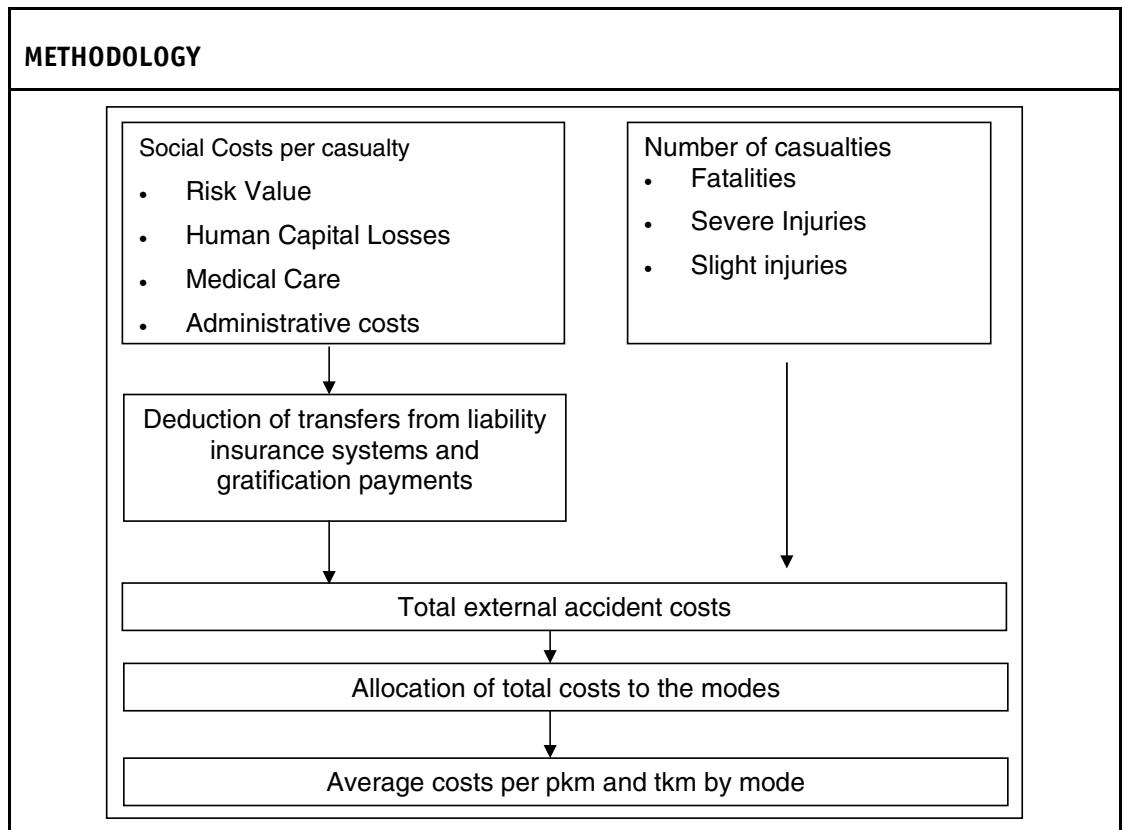 METHODOLOGY
Social Costs per casualty
• Risk Value
• Human Capital Losses
• Medical Care
• Administrative costs
Number of casualties
• Fatalities
• Severe Injuries
• Slight injuries
Deduction of transfers from liability
insurance systems and
gratification payments
Total external accident costs
Allocation of total costs to the modes
Average costs per pkm and tkm by mode